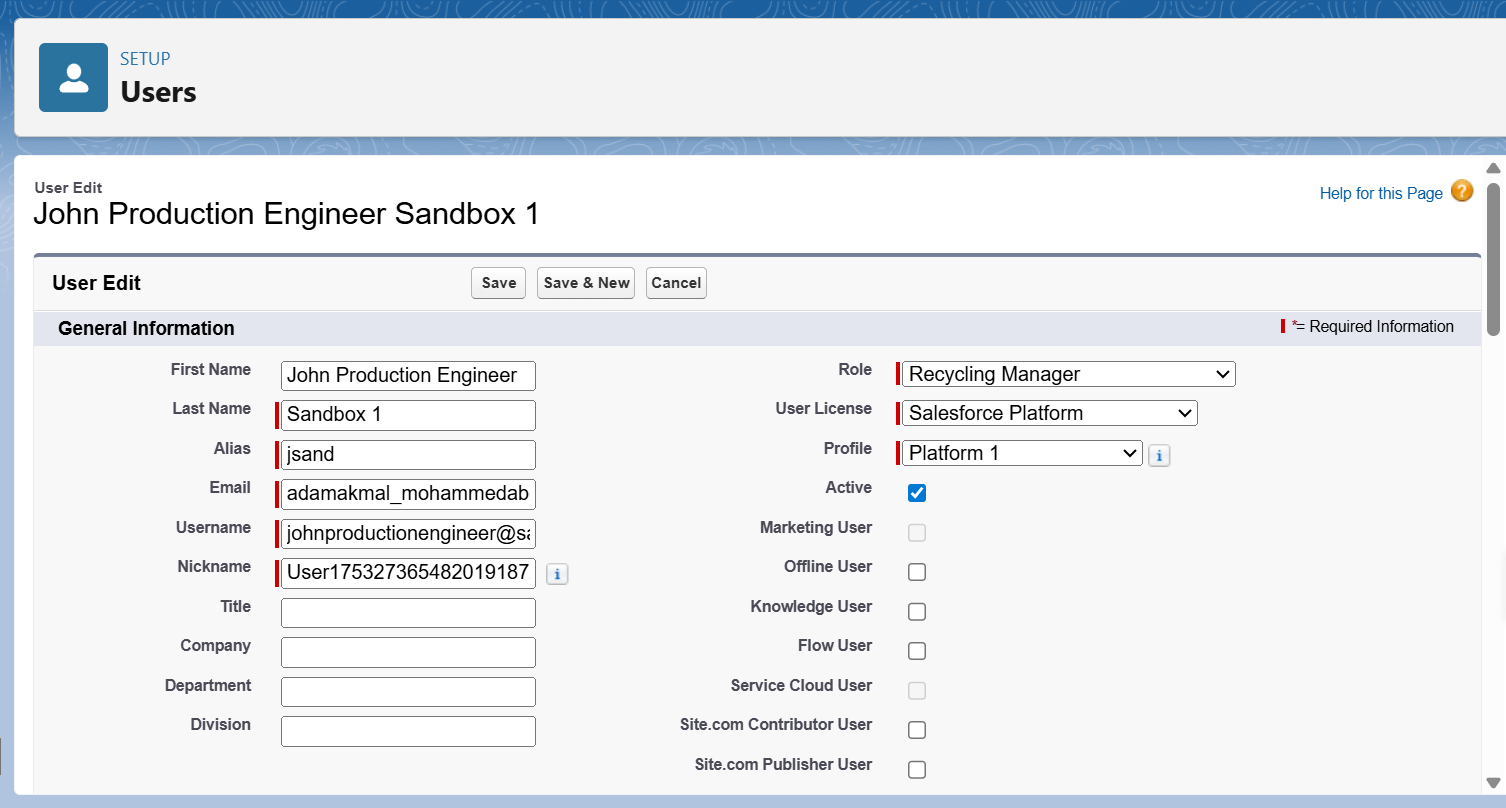 SETUP
Users
User Edit
John Production Engineer Sandbox 1
Help for this Page ?
User Edit
Save
Save & New
Cancel
General Information
*= Required Information
First Name
John Production Engineer
Last Name
Sandbox 1
Alias
jsand
Email
adamakmal_mohammedab
Username
johnproductionengineer@sa
Nickname
User175327365482019187
i
Title
Company
Department
Division
Role
Recycling Manager
User License
Salesforce Platform
Profile
Platform 1
i
Active
Marketing User
Offline User
Knowledge User
Flow User
Service Cloud User
Site.com Contributor User
Site.com Publisher User